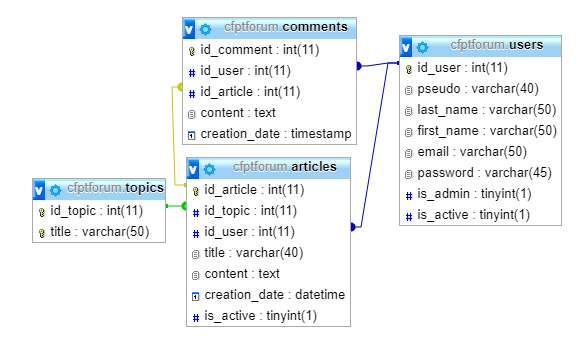 cfptforum.comments
id_comment : int(11)
id_user : int(11)
id_article : int(11)
content : text
creation_date : timestamp
cfptforum.users
id_user : int(11)
pseudo : varchar(40)
last_name : varchar(50)
first_name : varchar(50)
email : varchar(50)
password : varchar(45)
is_admin : tinyint(1)
is_active : tinyint(1)
cfptforum.topics
id_topic : int(11)
title : varchar(50)
cfptforum.articles
id_article : int(11)
id_topic : int(11)
id_user : int(11)
title : varchar(40)
content : text
creation_date : datetime
is_active : tinyint(1)